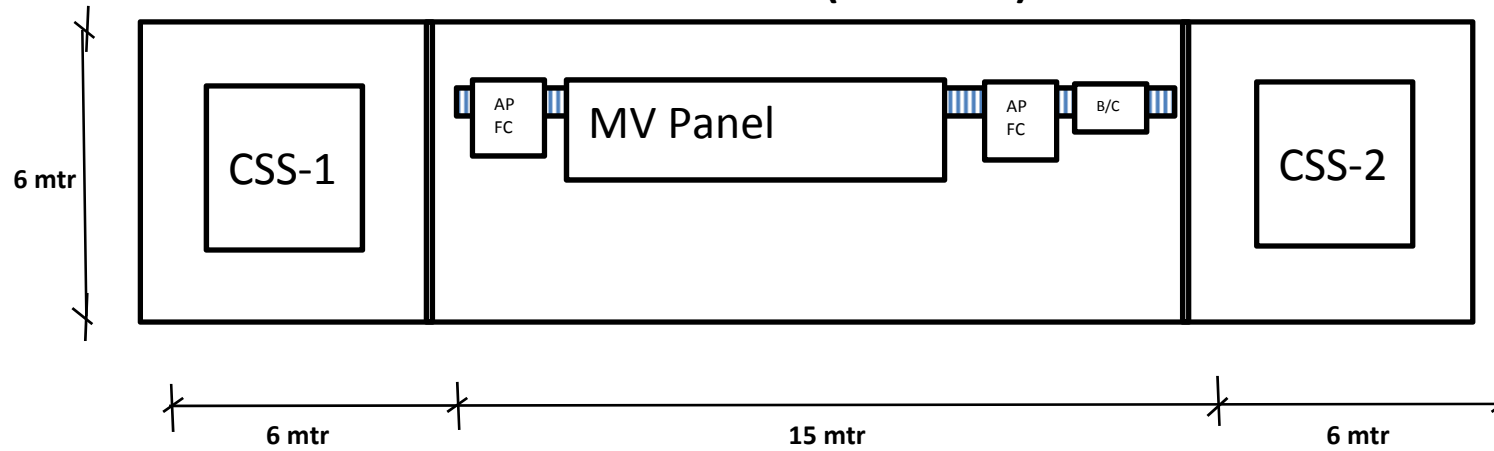 6 mtr
CSS-1
AP
FC
MV Panel
AP
FC
B/C
CSS-2
6 mtr
15 mtr
6 mtr